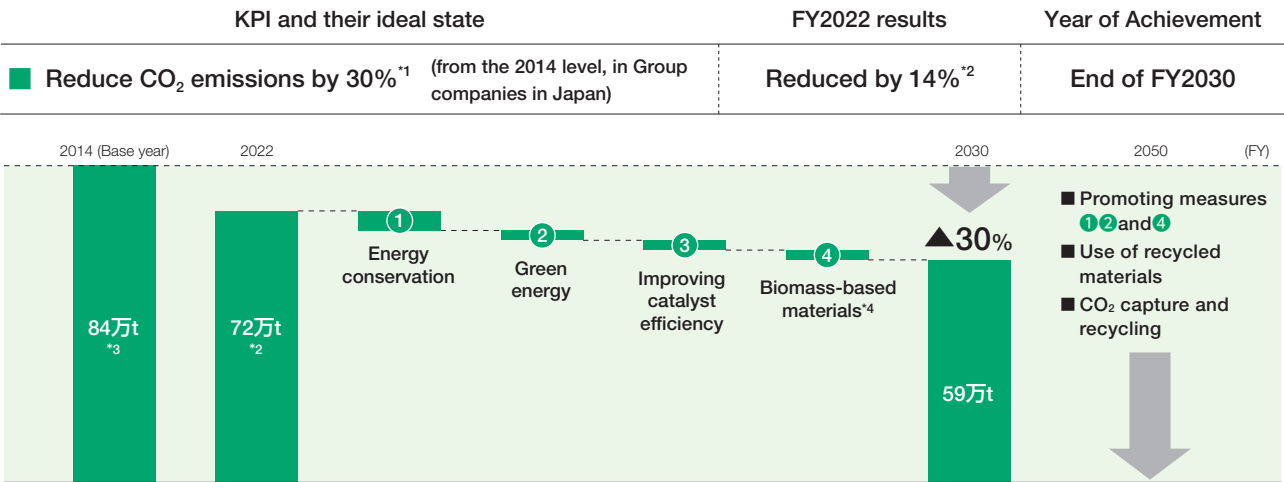 KPI and their ideal state
FY2022 results
Year of Achievement
Reduce CO₂ emissions by 30%*1
(from the 2014 level, in Group
companies in Japan)
Reduced by 14%*2
End of FY2030
2014 (Base year)
2022
2030
2050
(FY)
84万t
*3
72万t
*2
1
Energy
conservation
2
Green
energy
3
Improving
catalyst
efficiency
4
Biomass-based
materials*4
▲30%
59万t
■ Promoting measures
❶❷and❹
■ Use of recycled
materials
■ CO₂ capture and
recycling